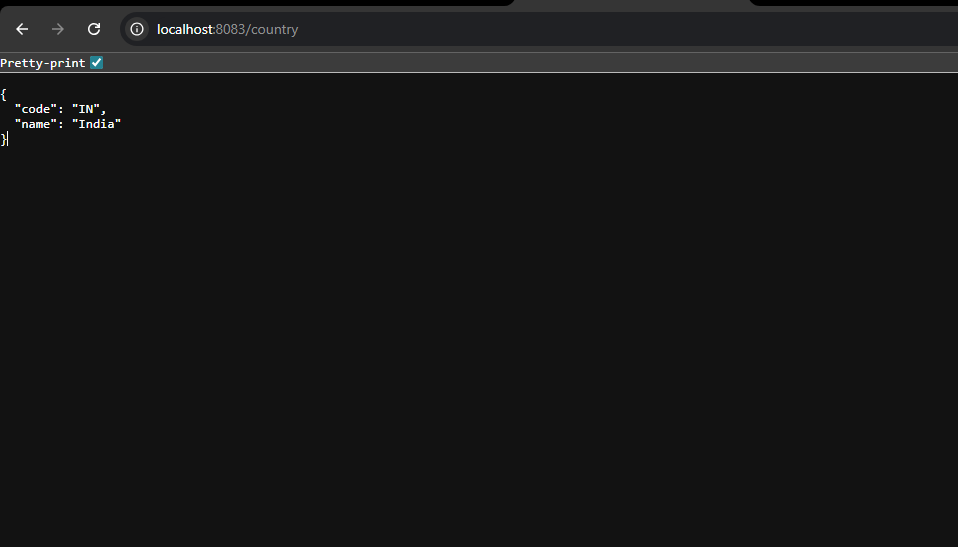 localhost:8083/country
Pretty-print
{
  "code": "IN",
  "name": "India"
}